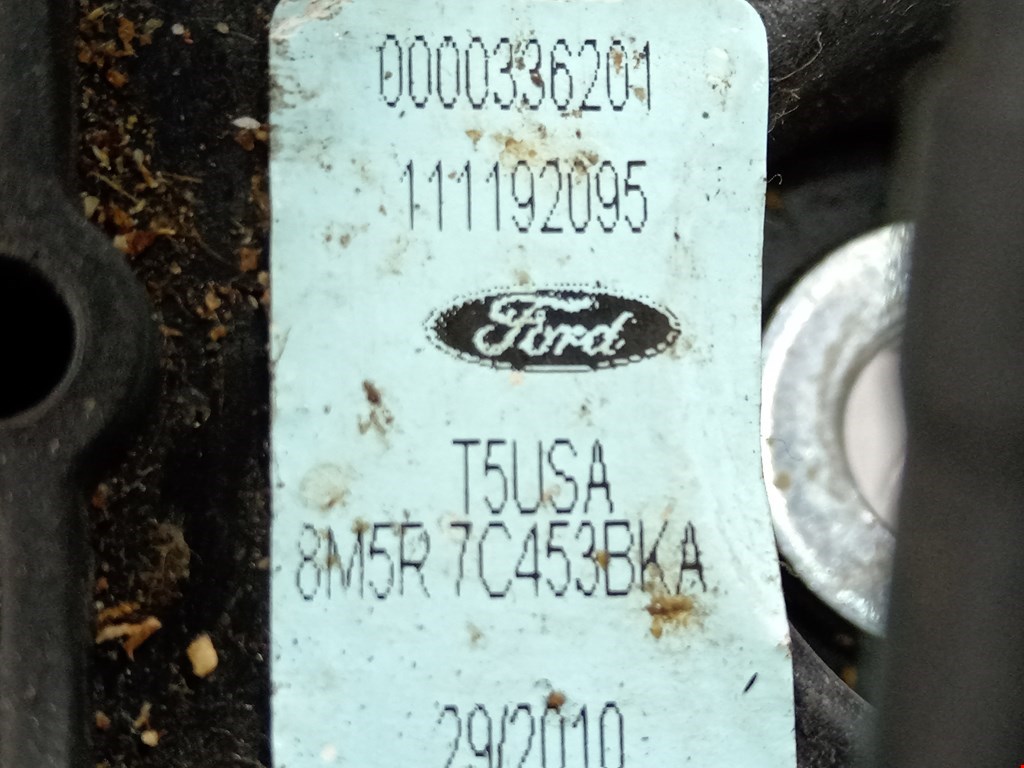 0000336201
111192095
Ford
T5USA
8M5R 7C453BKA
29/2010